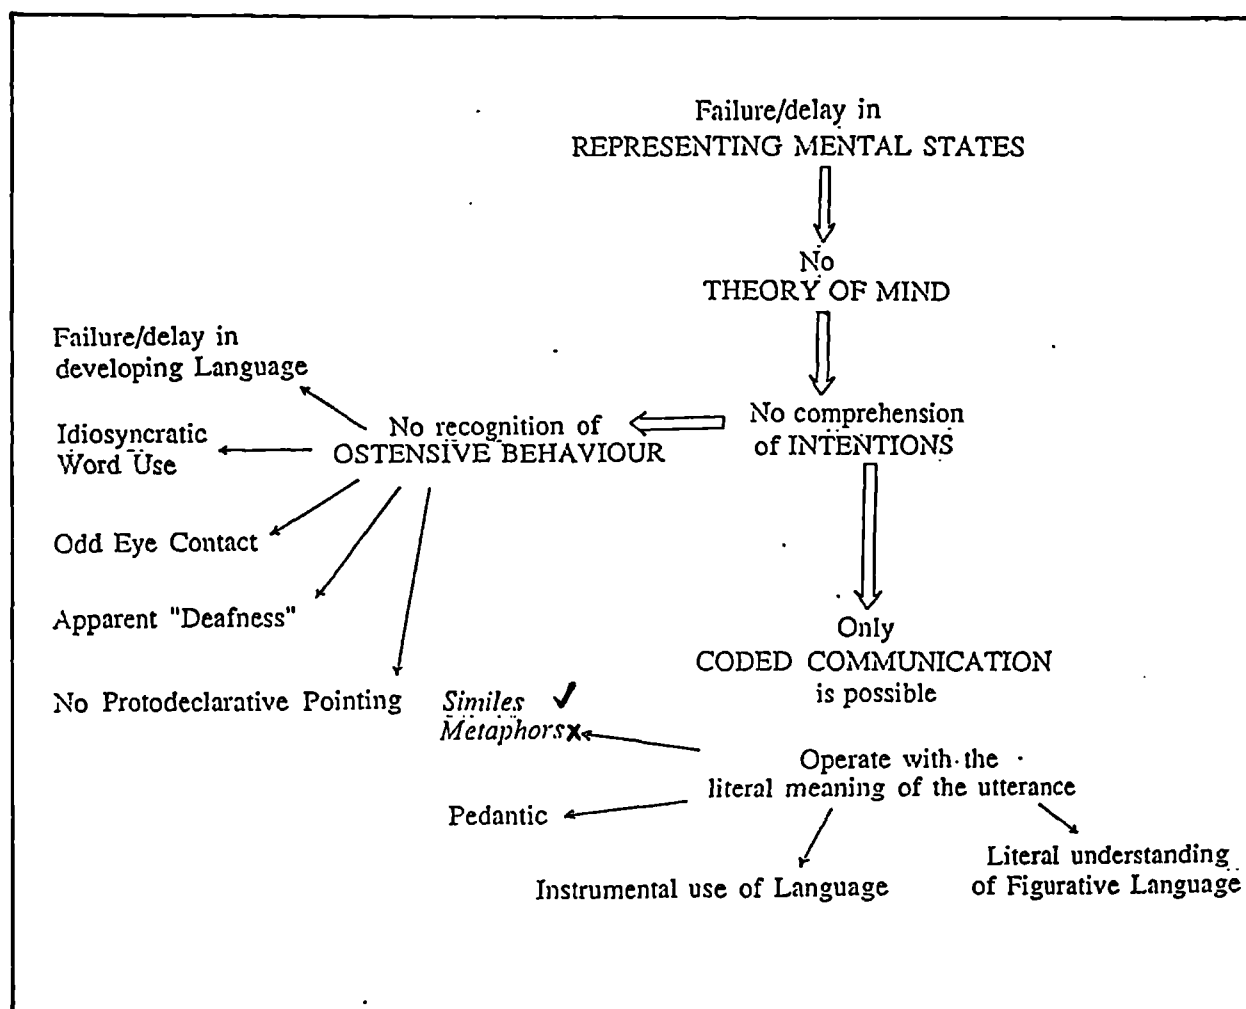 Failure/delay in
REPRESENTING MENTAL STATES
No
THEORY OF MIND
No comprehension
of INTENTIONS
No recognition of
OSTENSIVE BEHAVIOUR
Failure/delay in
developing Language
Idiosyncratic
Word Use
Odd Eye Contact
Apparent "Deafness"
No Protodeclarative Pointing
Only
CODED COMMUNICATION
is possible
Similes ✓
Metaphors x
Operate with the
literal meaning of the utterance
Pedantic
Instrumental use of Language
Literal understanding
of Figurative Language